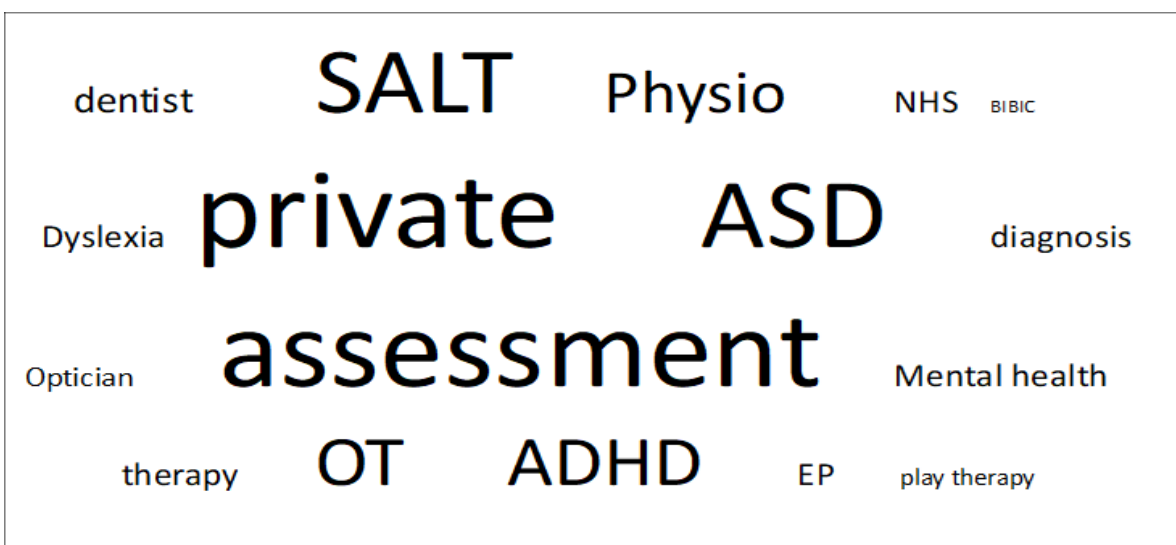 dentist SALT Physio NHS BIBIC
Dyslexia private ASD diagnosis
Optician assessment Mental health
therapy OT ADHD EP play therapy